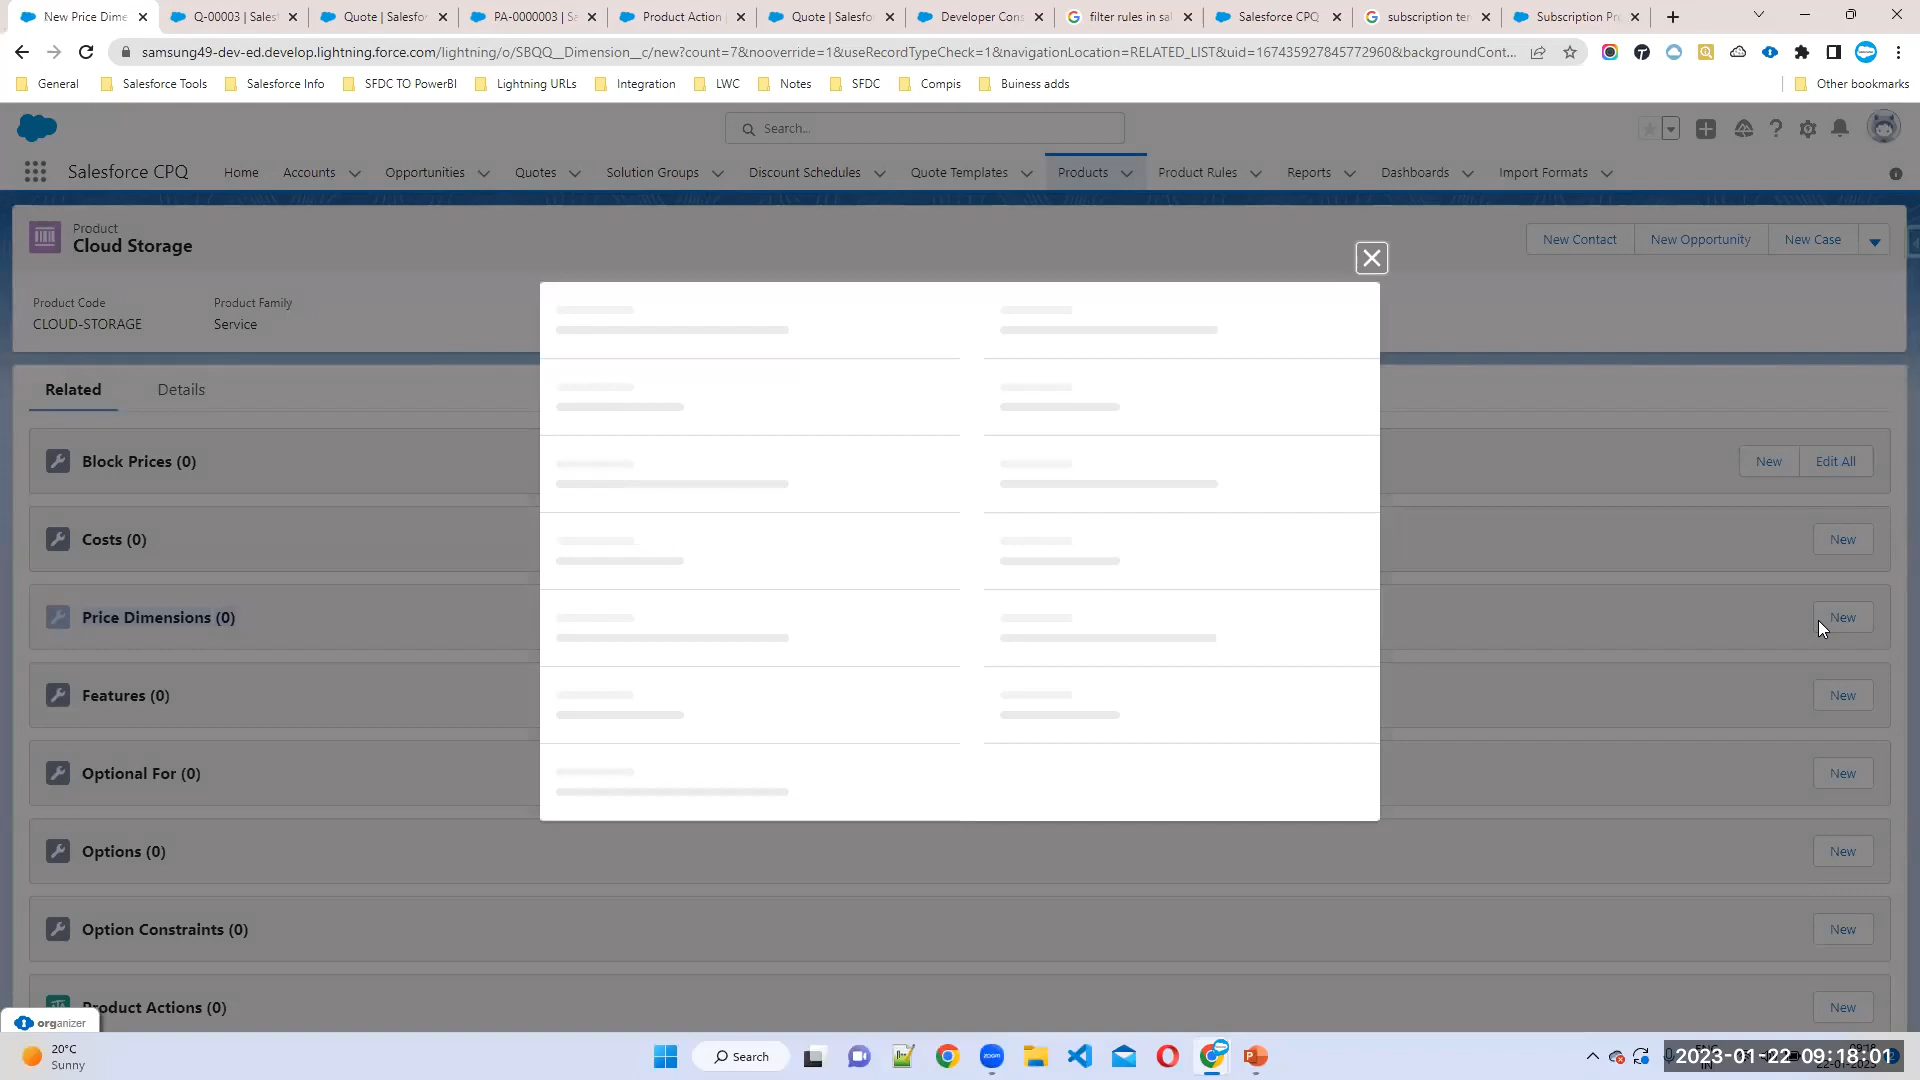 New Price Dime
Q-00003 | Sales
Quote | Salesfo
PA-0000003 | S
Product Action
Quote | Salesfo
Developer Cons
filter rules in sal
Salesforce CPQ
subscription ter
Subscription Pr
samsung49-dev-ed.develop.lightning.force.com/lightning/o/SBQQ__Dimension__c/new?count=7&nooverride=1&useRecordTypeCheck=1&navigationLocation=RELATED_LIST&uid=167435927845772960&backgroundCont...
General
Salesforce Tools
Salesforce Info
SFDC TO PowerBI
Lightning URLs
Integration
LWC
Notes
SFDC
Compis
Buiness adds
Other bookmarks
Search...
Salesforce CPQ
Home
Accounts
Opportunities
Quotes
Solution Groups
Discount Schedules
Quote Templates
Products
Product Rules
Reports
Dashboards
Import Formats
Product
Cloud Storage
New Contact
New Opportunity
New Case
Product Code
Product Family
CLOUD-STORAGE
Service
Related
Details
Block Prices (0)
New
Edit All
Costs (0)
New
Price Dimensions (0)
New
Features (0)
New
Optional For (0)
New
Options (0)
New
Option Constraints (0)
New
Product Actions (0)
New
organizer
20°C
Sunny
Search
zoom
2023-01-22 09:18:01